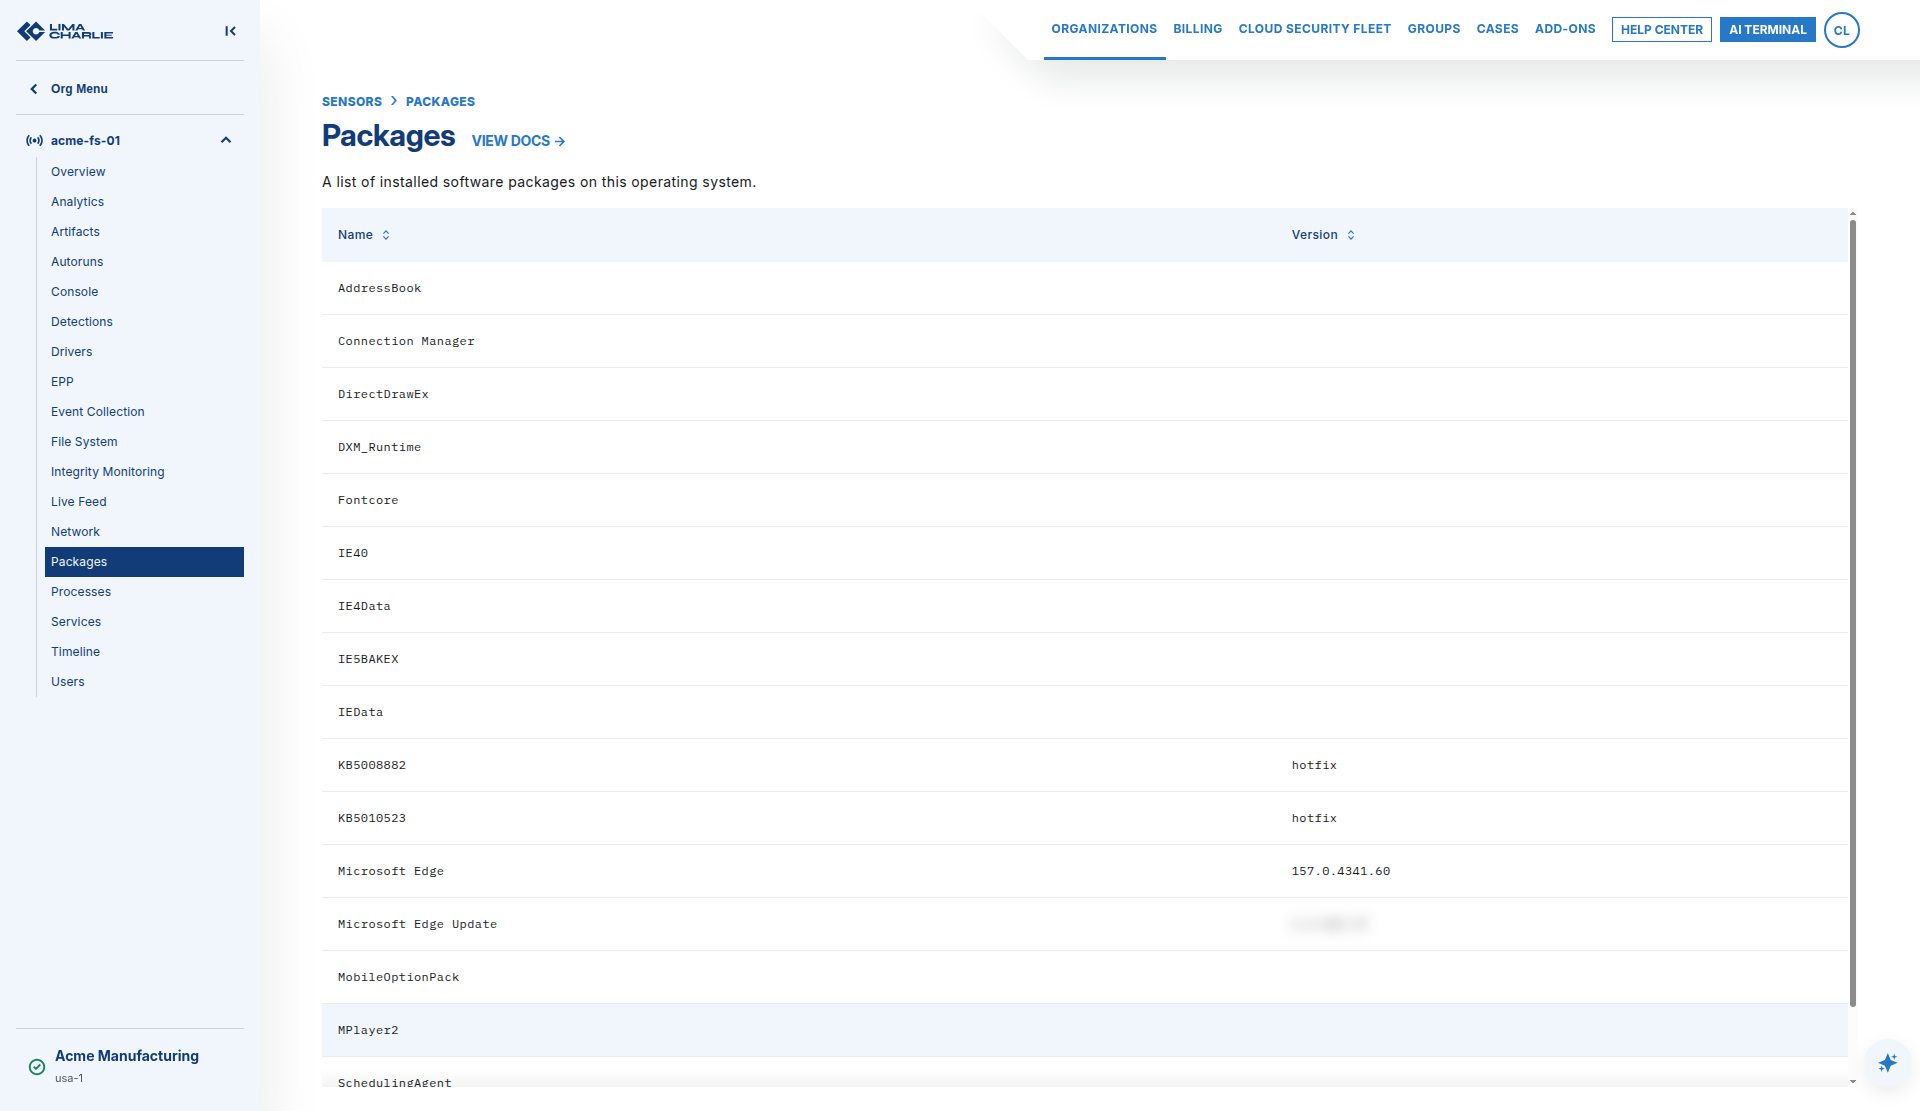 LIMA
CHARLIE
Org Menu
acme-fs-01
Overview
Analytics
Artifacts
Autoruns
Console
Detections
Drivers
EPP
Event Collection
File System
Integrity Monitoring
Live Feed
Network
Packages
Processes
Services
Timeline
Users
Acme Manufacturing
usa-1
ORGANIZATIONS BILLING CLOUD SECURITY FLEET GROUPS CASES ADD-ONS HELP CENTER AI TERMINAL CL
SENSORS > PACKAGES
Packages VIEW DOCS →
A list of installed software packages on this operating system.
Name Version
AddressBook
Connection Manager
DirectDrawEx
DXM_Runtime
Fontcore
IE40
IE4Data
IE5BAKEX
IEData
KB5008882 hotfix
KB5010523 hotfix
Microsoft Edge 157.0.4341.60
Microsoft Edge Update
MobileOptionPack
MPlayer2
SchedulingAgent